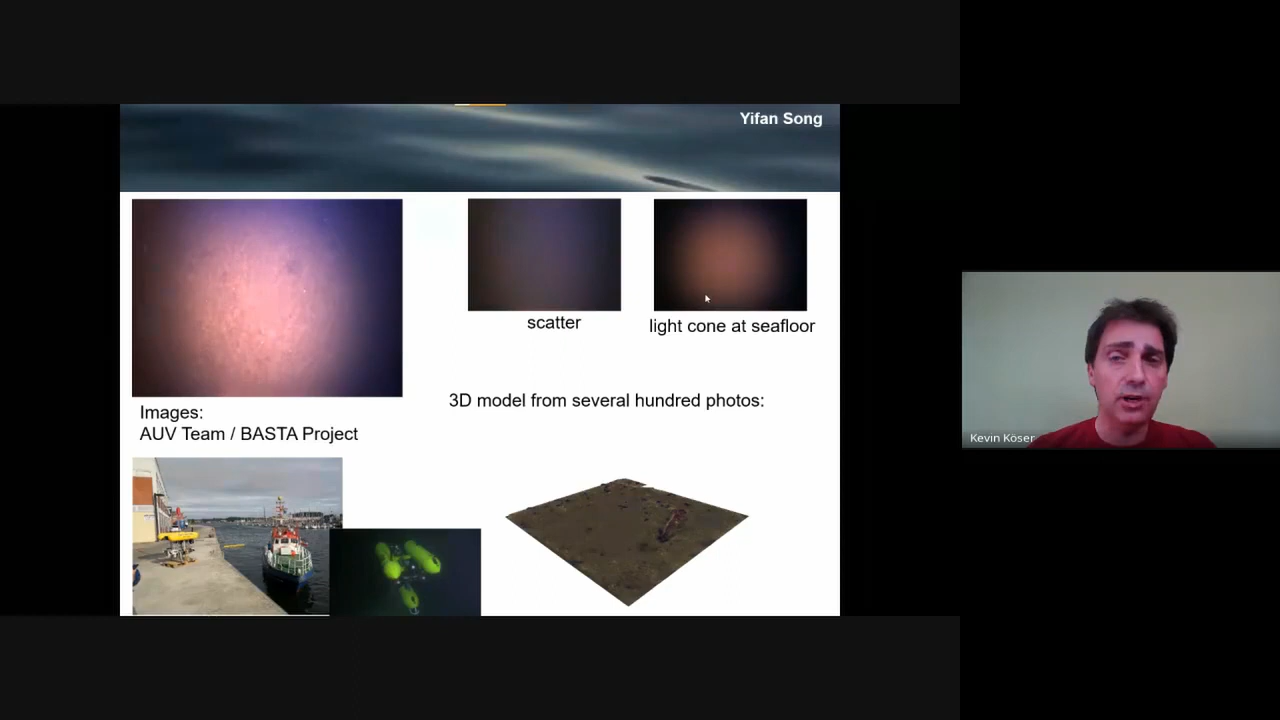 Yifan Song
scatter
light cone at seafloor
3D model from several hundred photos:
Images:
AUV Team / BASTA Project
Kevin Köser